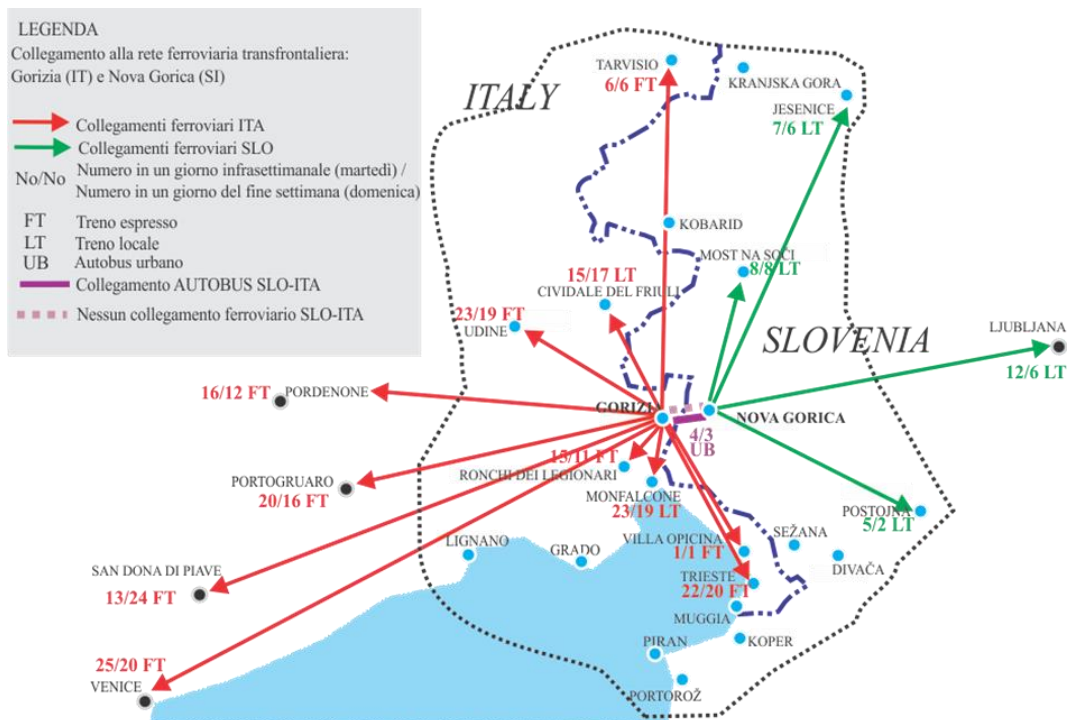 LEGENDA
Collegamento alla rete ferroviaria transfrontaliera:
Gorizia (IT) e Nova Gorica (SI)
Collegamenti ferroviari ITA
Collegamenti ferroviari SLO
No/No Numero in un giorno infrasettimanale (martedì) /
Numero in un giorno del fine settimana (domenica)
FT Treno espresso
LT Treno locale
UB Autobus urbano
Collegamento AUTOBUS SLO-ITA
Nessun collegamento ferroviario SLO-ITA
ITALY
TARVISIO
6/6 FT
KRANJSKA GORA
JESENICE
7/6 LT
KOBARID
MOST NA SOČI
8/8 LT
15/17 LT
CIVIDALE DEL FRIULI
23/19 FT
UDINE
SLOVENIA
LJUBLJANA
12/6 LT
16/12 FT
PORDENONE
GORIZI
NOVA GORICA
4/3
UB
15/11 FT
RONCHI DEI LEGIONARI
PORTOGRUARO
20/16 FT
MONFALCONE
23/19 LT
POSTOJNA
5/2 LT
VILLA OPICINA
1/1 FT
SEŽANA
DIVAČA
LIGNANO
GRADO
TRIESTE
22/20 FT
SAN DONA DI PIAVE
13/24 FT
MUGGIA
KOPER
PIRAN
PORTOROŽ
25/20 FT
VENICE